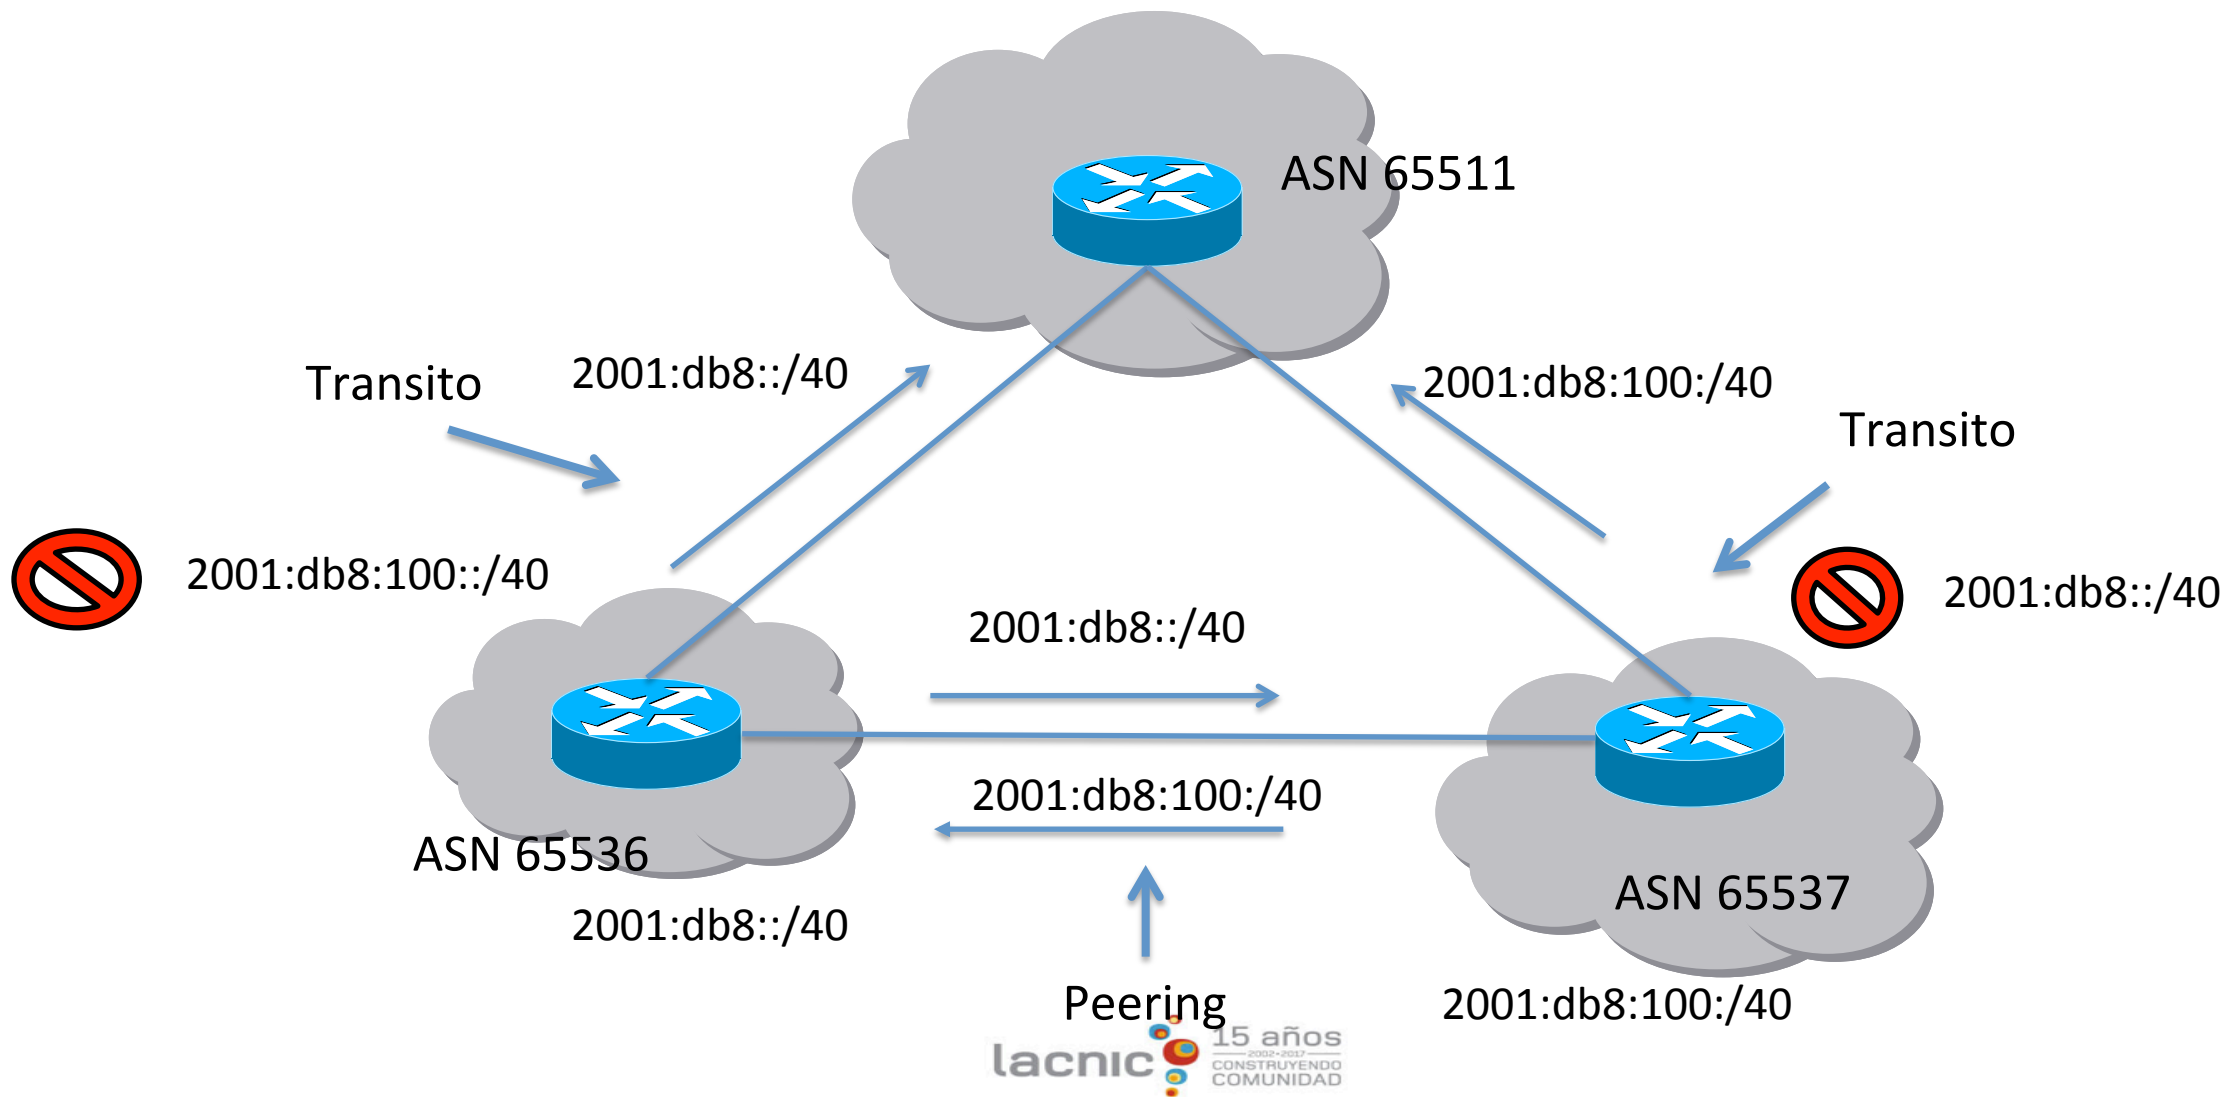 ASN 65511
Transito
2001:db8::/40
2001:db8:100:/40
Transito
2001:db8:100::/40
2001:db8::/40
2001:db8::/40
2001:db8:100:/40
ASN 65536
ASN 65537
2001:db8::/40
Peering
2001:db8:100:/40
lacnic
15 años
2002-2017
CONSTRUYENDO
COMUNIDAD